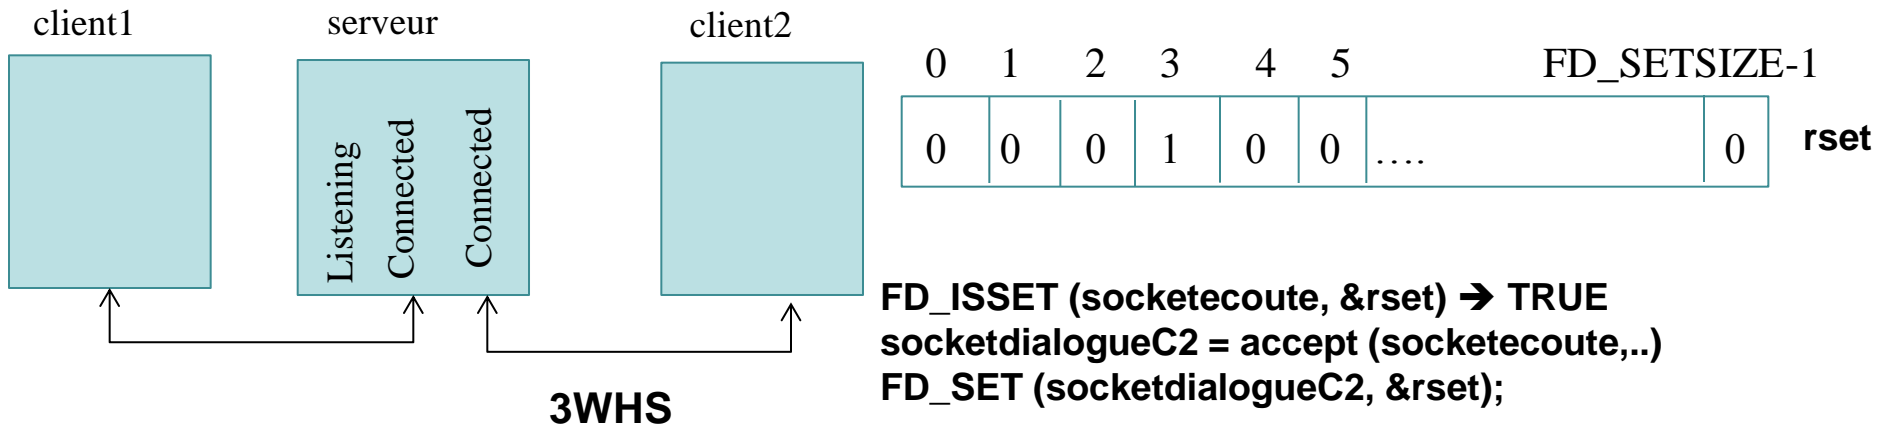 client1
serveur
client2
Listening
Connected
Connected
3WHS
0 1 2 3 4 5 FD_SETSIZE-1
0 0 0 1 0 0 .... 0 rset
FD_ISSET (socketecoute, &rset) ➔ TRUE
socketdialogueC2 = accept (socketecoute,..)
FD_SET (socketdialogueC2, &rset);